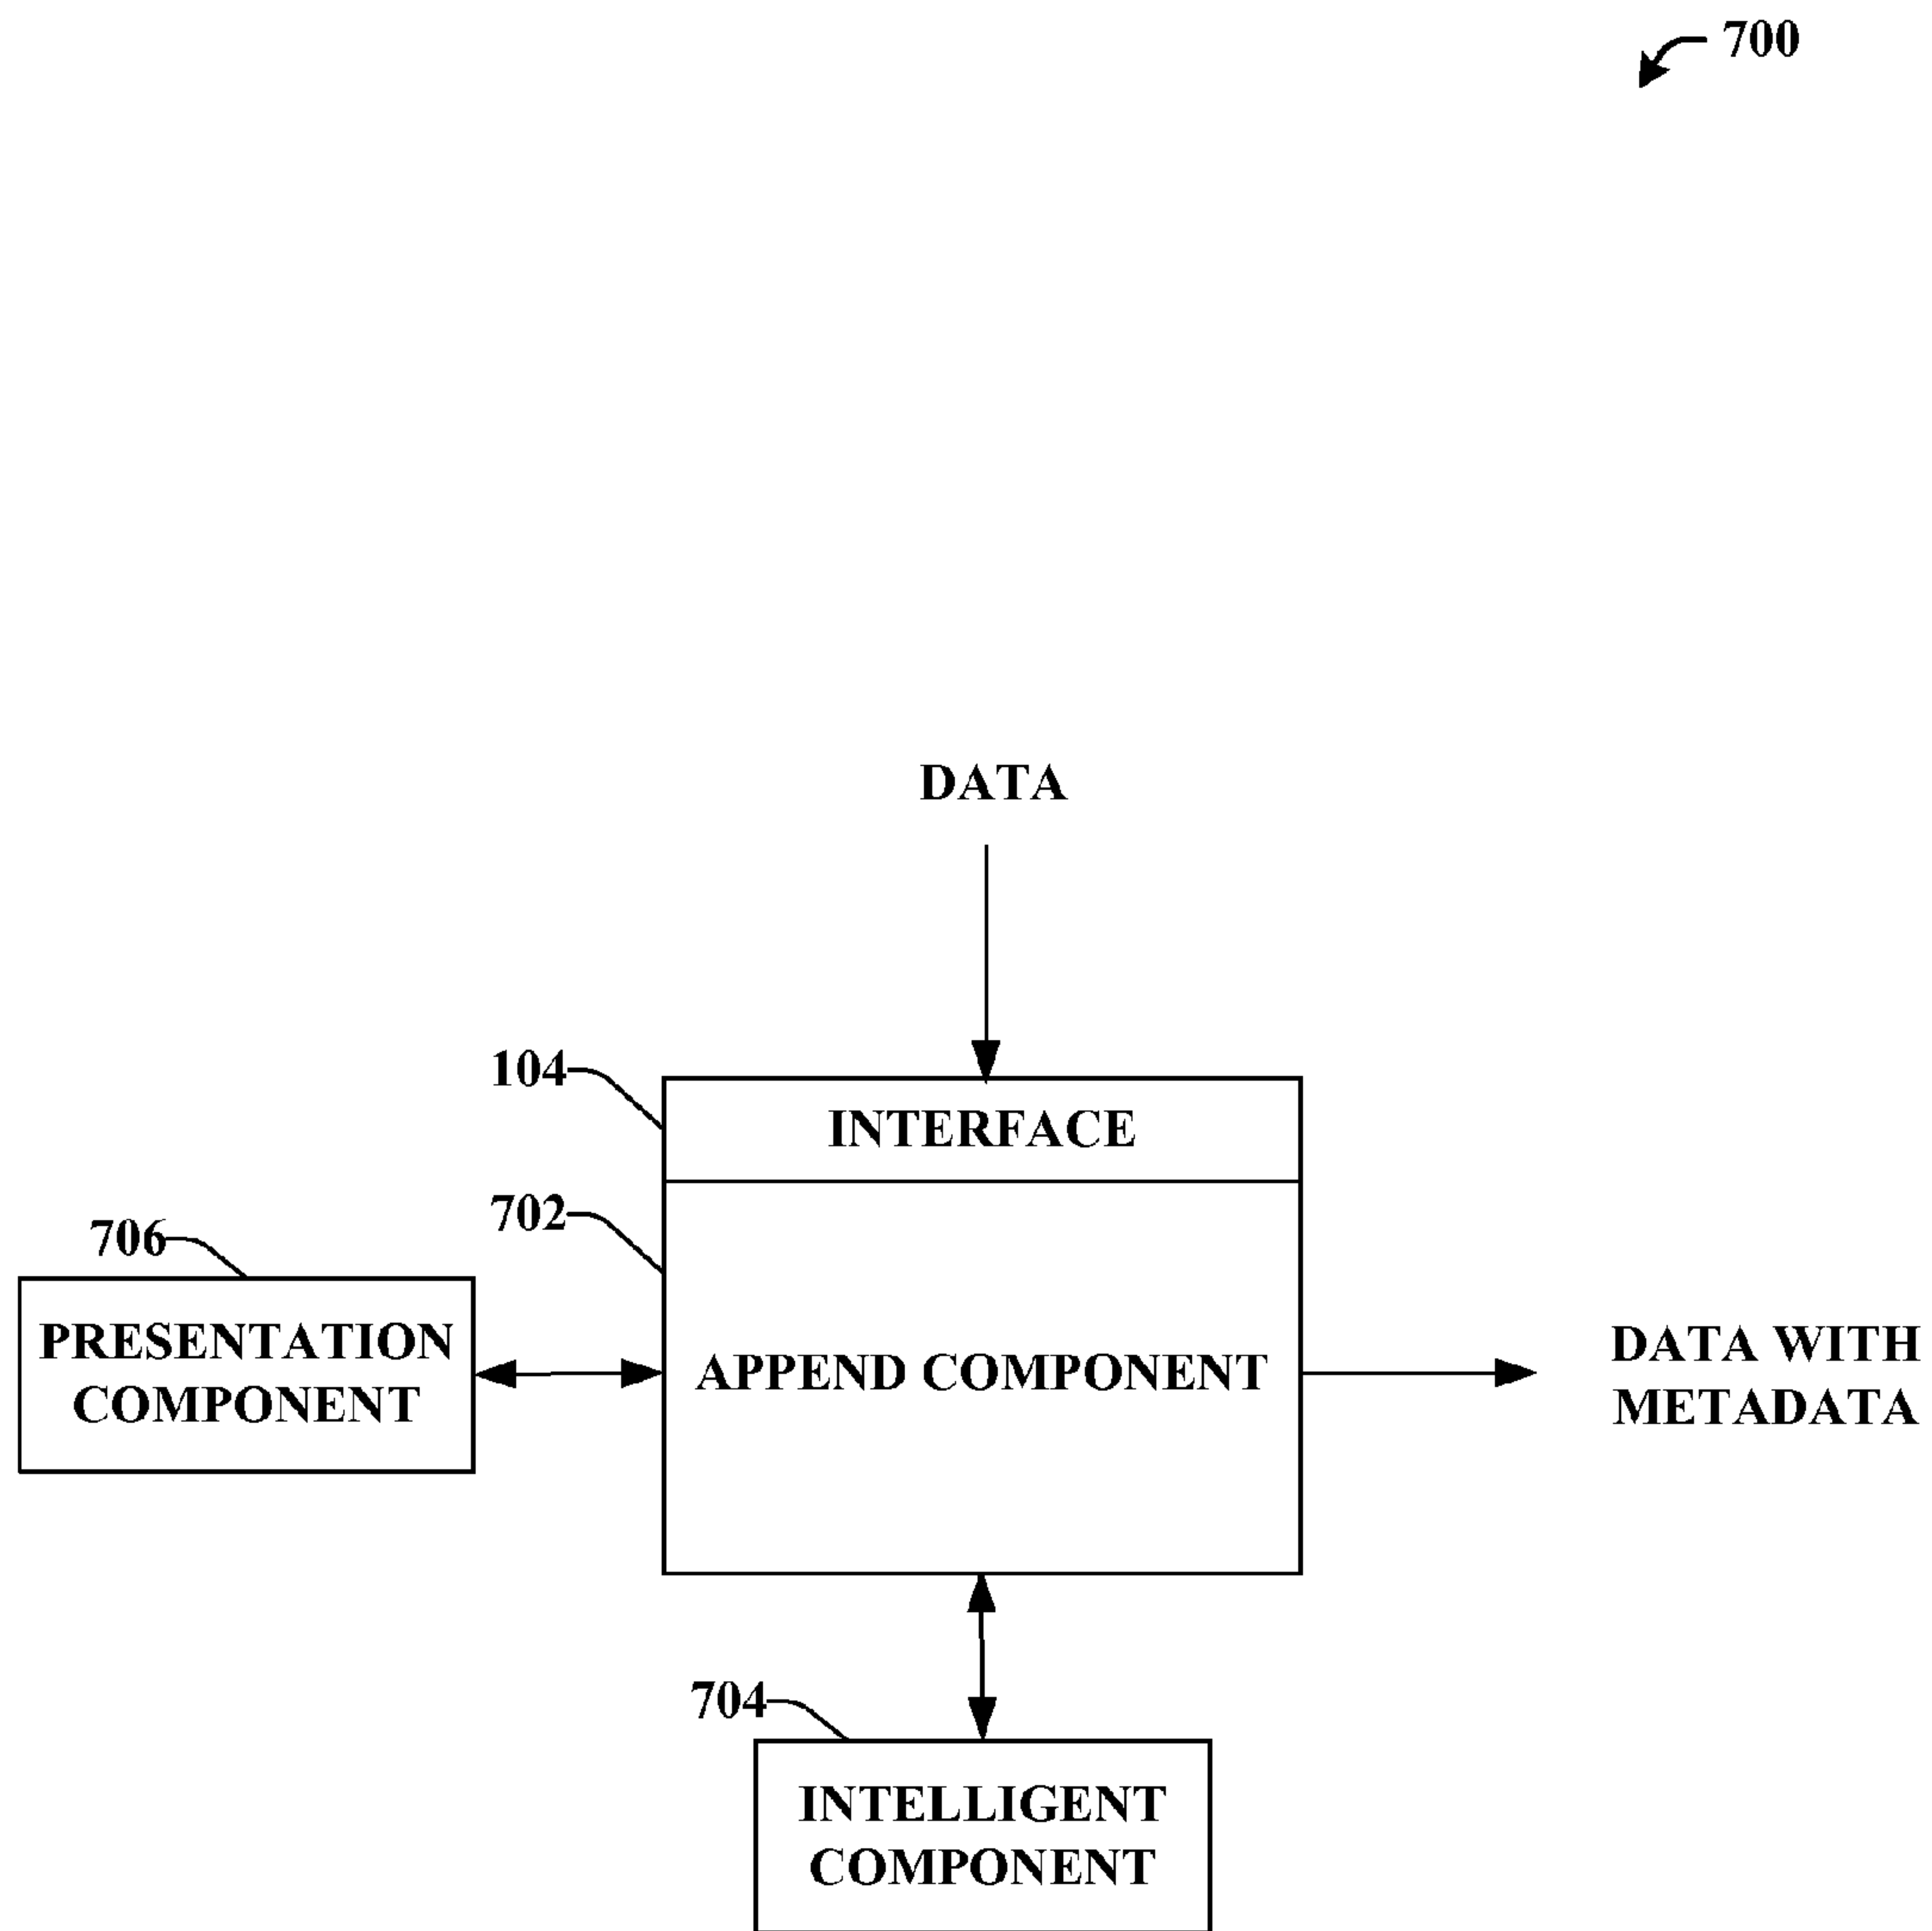 700
DATA
104
INTERFACE
702
706
PRESENTATION
COMPONENT
APPEND COMPONENT
DATA WITH
METADATA
704
INTELLIGENT
COMPONENT